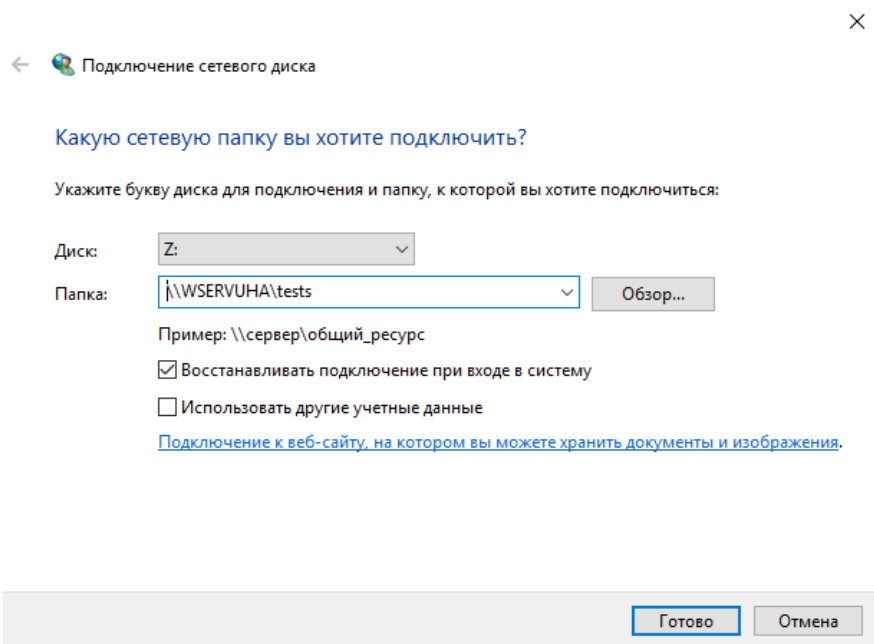 Подключение сетевого диска
Какую сетевую папку вы хотите подключить?
Укажите букву диска для подключения и папку, к которой вы хотите подключиться:
Диск: Z:
Папка: \\WSERVUHA\tests Обзор...
Пример: \\сервер\общий_ресурс
Восстанавливать подключение при входе в систему
Использовать другие учетные данные
Подключение к веб-сайту, на котором вы можете хранить документы и изображения.
Готово Отмена